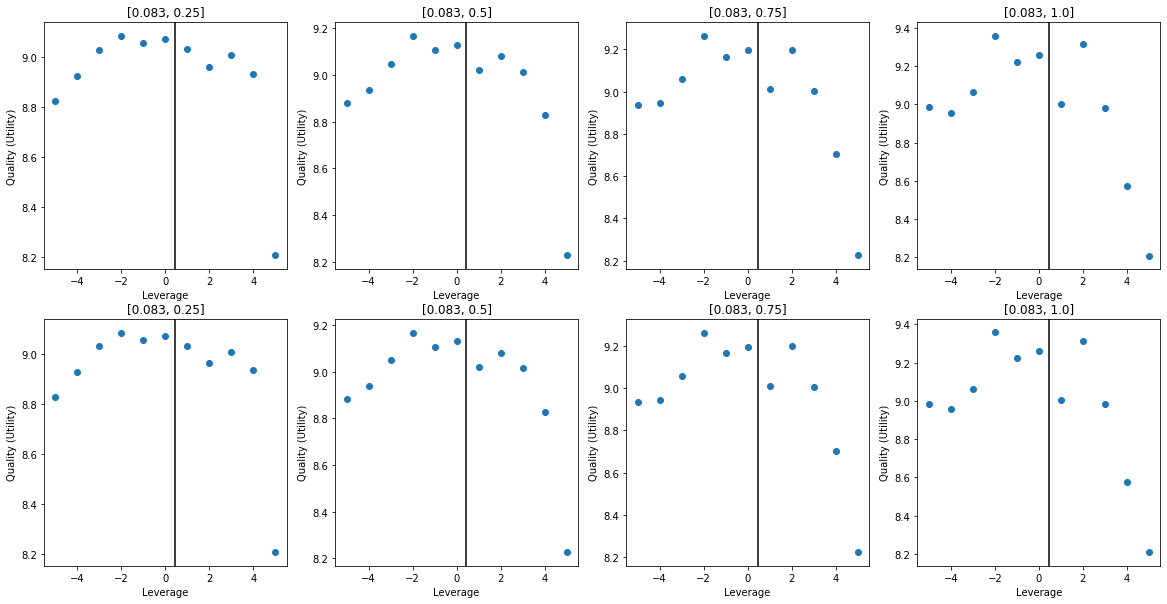 [0.083, 0.25] [0.083, 0.5] [0.083, 0.75] [0.083, 1.0]
Quality (Utility) Quality (Utility) Quality (Utility) Quality (Utility)
9.0 9.2 9.2 9.4
8.8 9.0 9.0 9.2
8.6 8.8 8.8 9.0
8.4 8.6 8.6 8.8
8.2 8.4 8.4 8.6
8.2 8.2 8.4
8.2
−4 −2 0 2 4 −4 −2 0 2 4 −4 −2 0 2 4 −4 −2 0 2 4
Leverage Leverage Leverage Leverage
[0.083, 0.25] [0.083, 0.5] [0.083, 0.75] [0.083, 1.0]
Quality (Utility) Quality (Utility) Quality (Utility) Quality (Utility)
9.0 9.2 9.2 9.4
8.8 9.0 9.0 9.2
8.6 8.8 8.8 9.0
8.4 8.6 8.6 8.8
8.2 8.4 8.4 8.6
8.2 8.2 8.4
8.2
−4 −2 0 2 4 −4 −2 0 2 4 −4 −2 0 2 4 −4 −2 0 2 4
Leverage Leverage Leverage Leverage